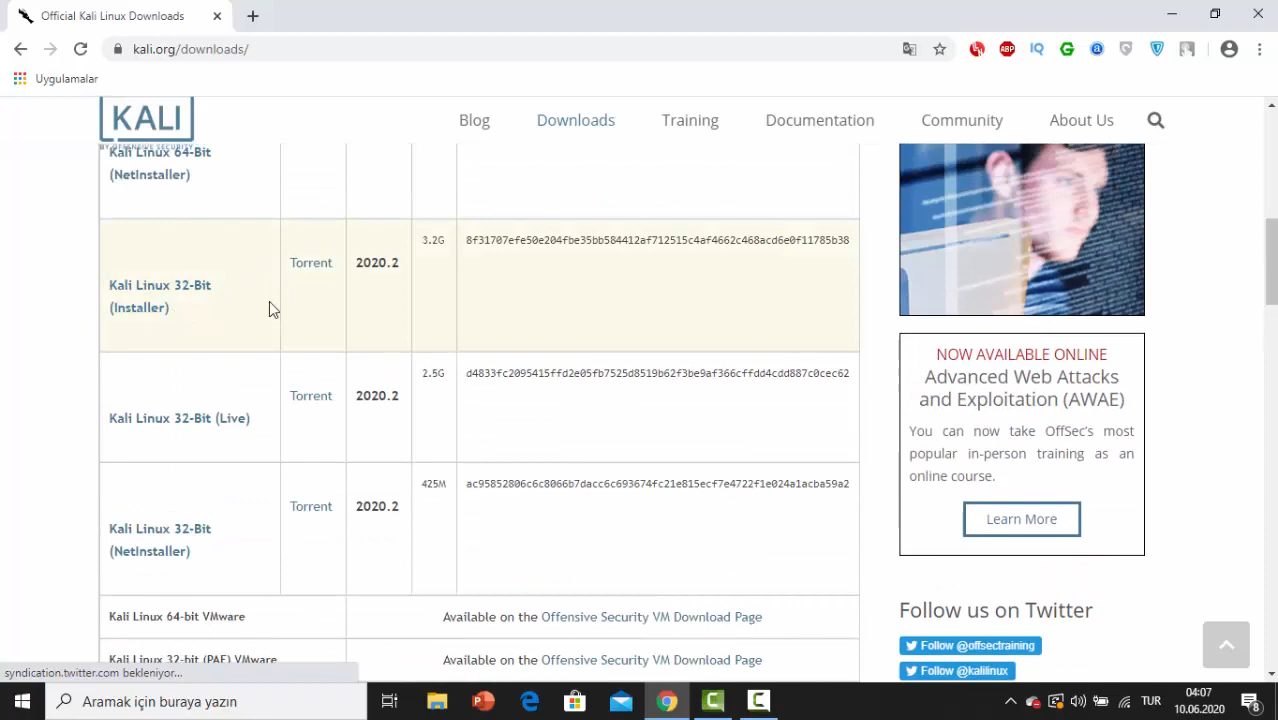 Official Kali Linux Downloads
kali.org/downloads/
ABP
IQ
Uygulamalar
KALI
BY OFFENSIVE SECURITY
Blog
Downloads
Training
Documentation
Community
About Us
Kali Linux 64-Bit
(NetInstaller)
Kali Linux 32-Bit
(Installer)
Torrent
2020.2
3.2G
8f31707efe50e204fbe35bb584412af712515c4af4662c468acd6e0f11785b38
Kali Linux 32-Bit (Live)
Torrent
2020.2
2.5G
d4833fc2095415ffd2e05fb7525d8519b62f3be9af366cffdd4cdd887c0cec62
Kali Linux 32-Bit
(NetInstaller)
Torrent
2020.2
425M
ac95852806c6c8066b7dacc6c693674fc21e815ecf7e4722f1e024a1acba59a2
Kali Linux 64-bit VMware
Available on the Offensive Security VM Download Page
Kali Linux 32-bit (PAE) VMware
Available on the Offensive Security VM Download Page
NOW AVAILABLE ONLINE
Advanced Web Attacks
and Exploitation (AWAE)
You can now take OffSec's most
popular in-person training as an
online course.
Learn More
Follow us on Twitter
Follow @offsectraining
Follow @kalilinux
syndication.twitter.com bekleniyor...
Aramak için buraya yazın
TUR
04:07
10.06.2020
8